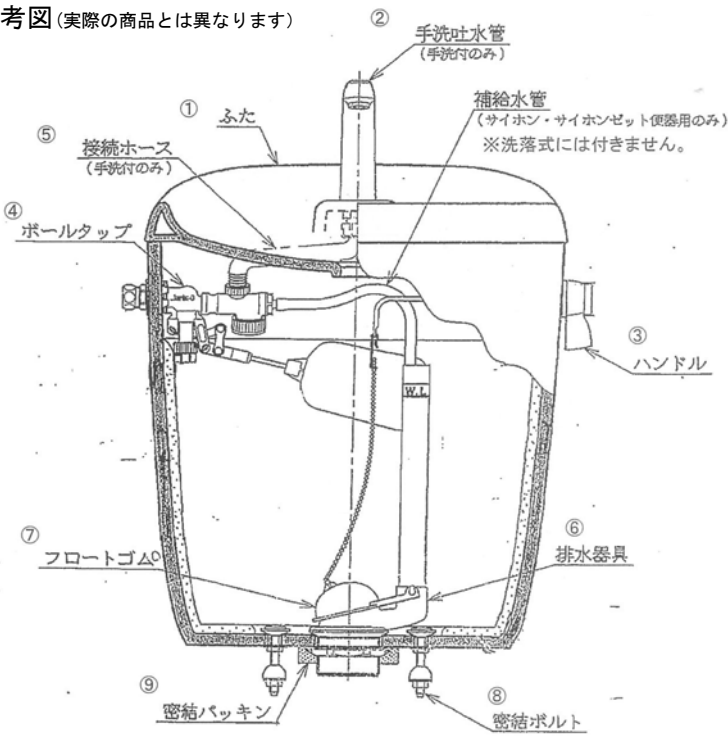 考図(実際の商品とは異なります)
②
手洗吐水管
(手洗付のみ)
①
ふた
補給水管
(サイホン・サイホンゼット便器用のみ)
※洗落式には付きません。
⑤
接続ホース
(手洗付のみ)
④
ボールタップ
③
ハンドル
W.L
⑦
フロートゴム
⑥
排水器具
⑨
密結パッキン
⑧
密結ボルト